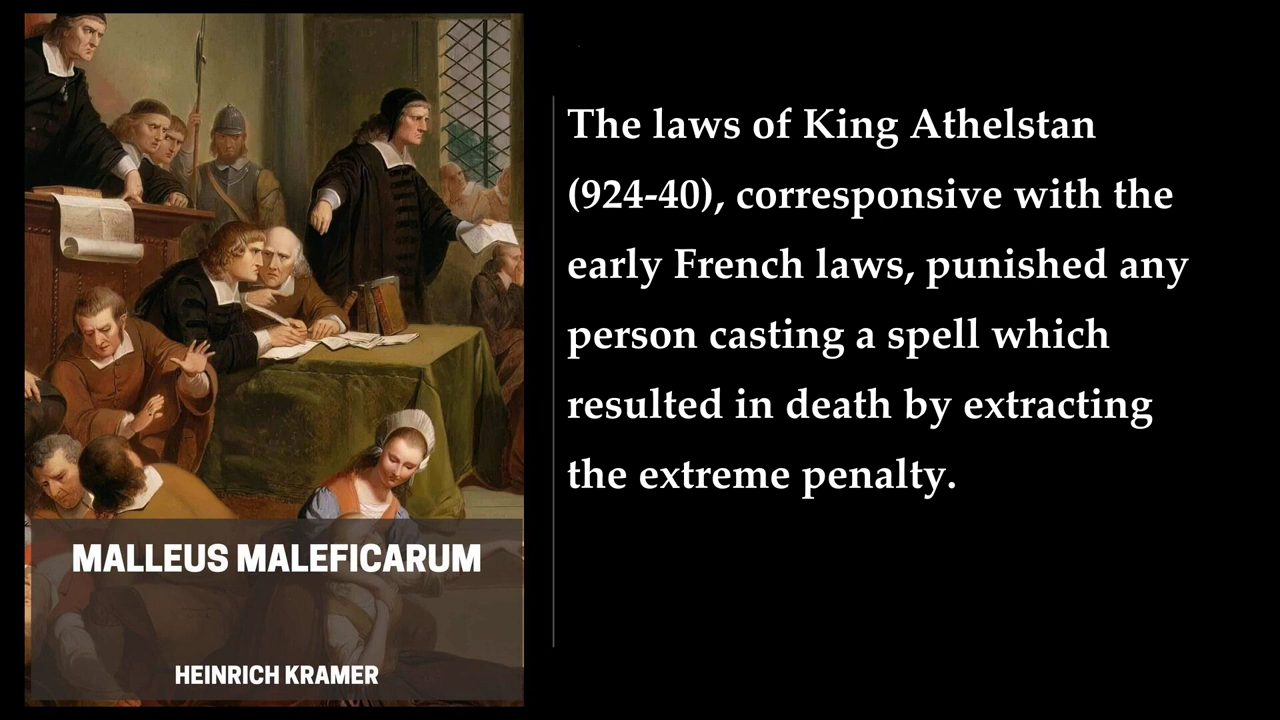 The laws of King Athelstan
(924-40), corresponsive with the
early French laws, punished any
person casting a spell which
resulted in death by extracting
the extreme penalty.
MALLEUS MALEFICARUM
HEINRICH KRAMER